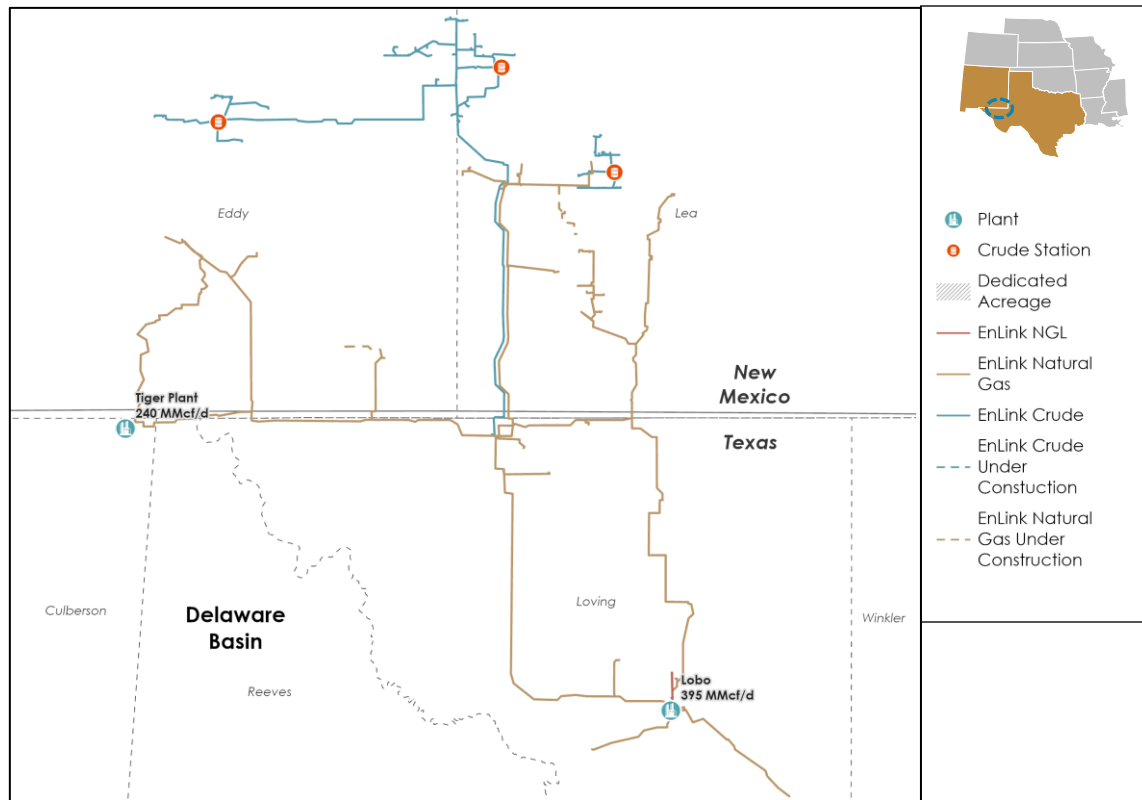 Eddy
Lea
New
Mexico
Tiger Plant
240 MMcf/d
Texas
Delaware
Basin
Culberson
Loving
Winkler
Reeves
Lobo
395 MMcf/d
Plant
Crude Station
Dedicated
Acreage
EnLink NGL
EnLink Natural
Gas
EnLink Crude
EnLink Crude
Under
Constuction
EnLink Natural
Gas Under
Construction